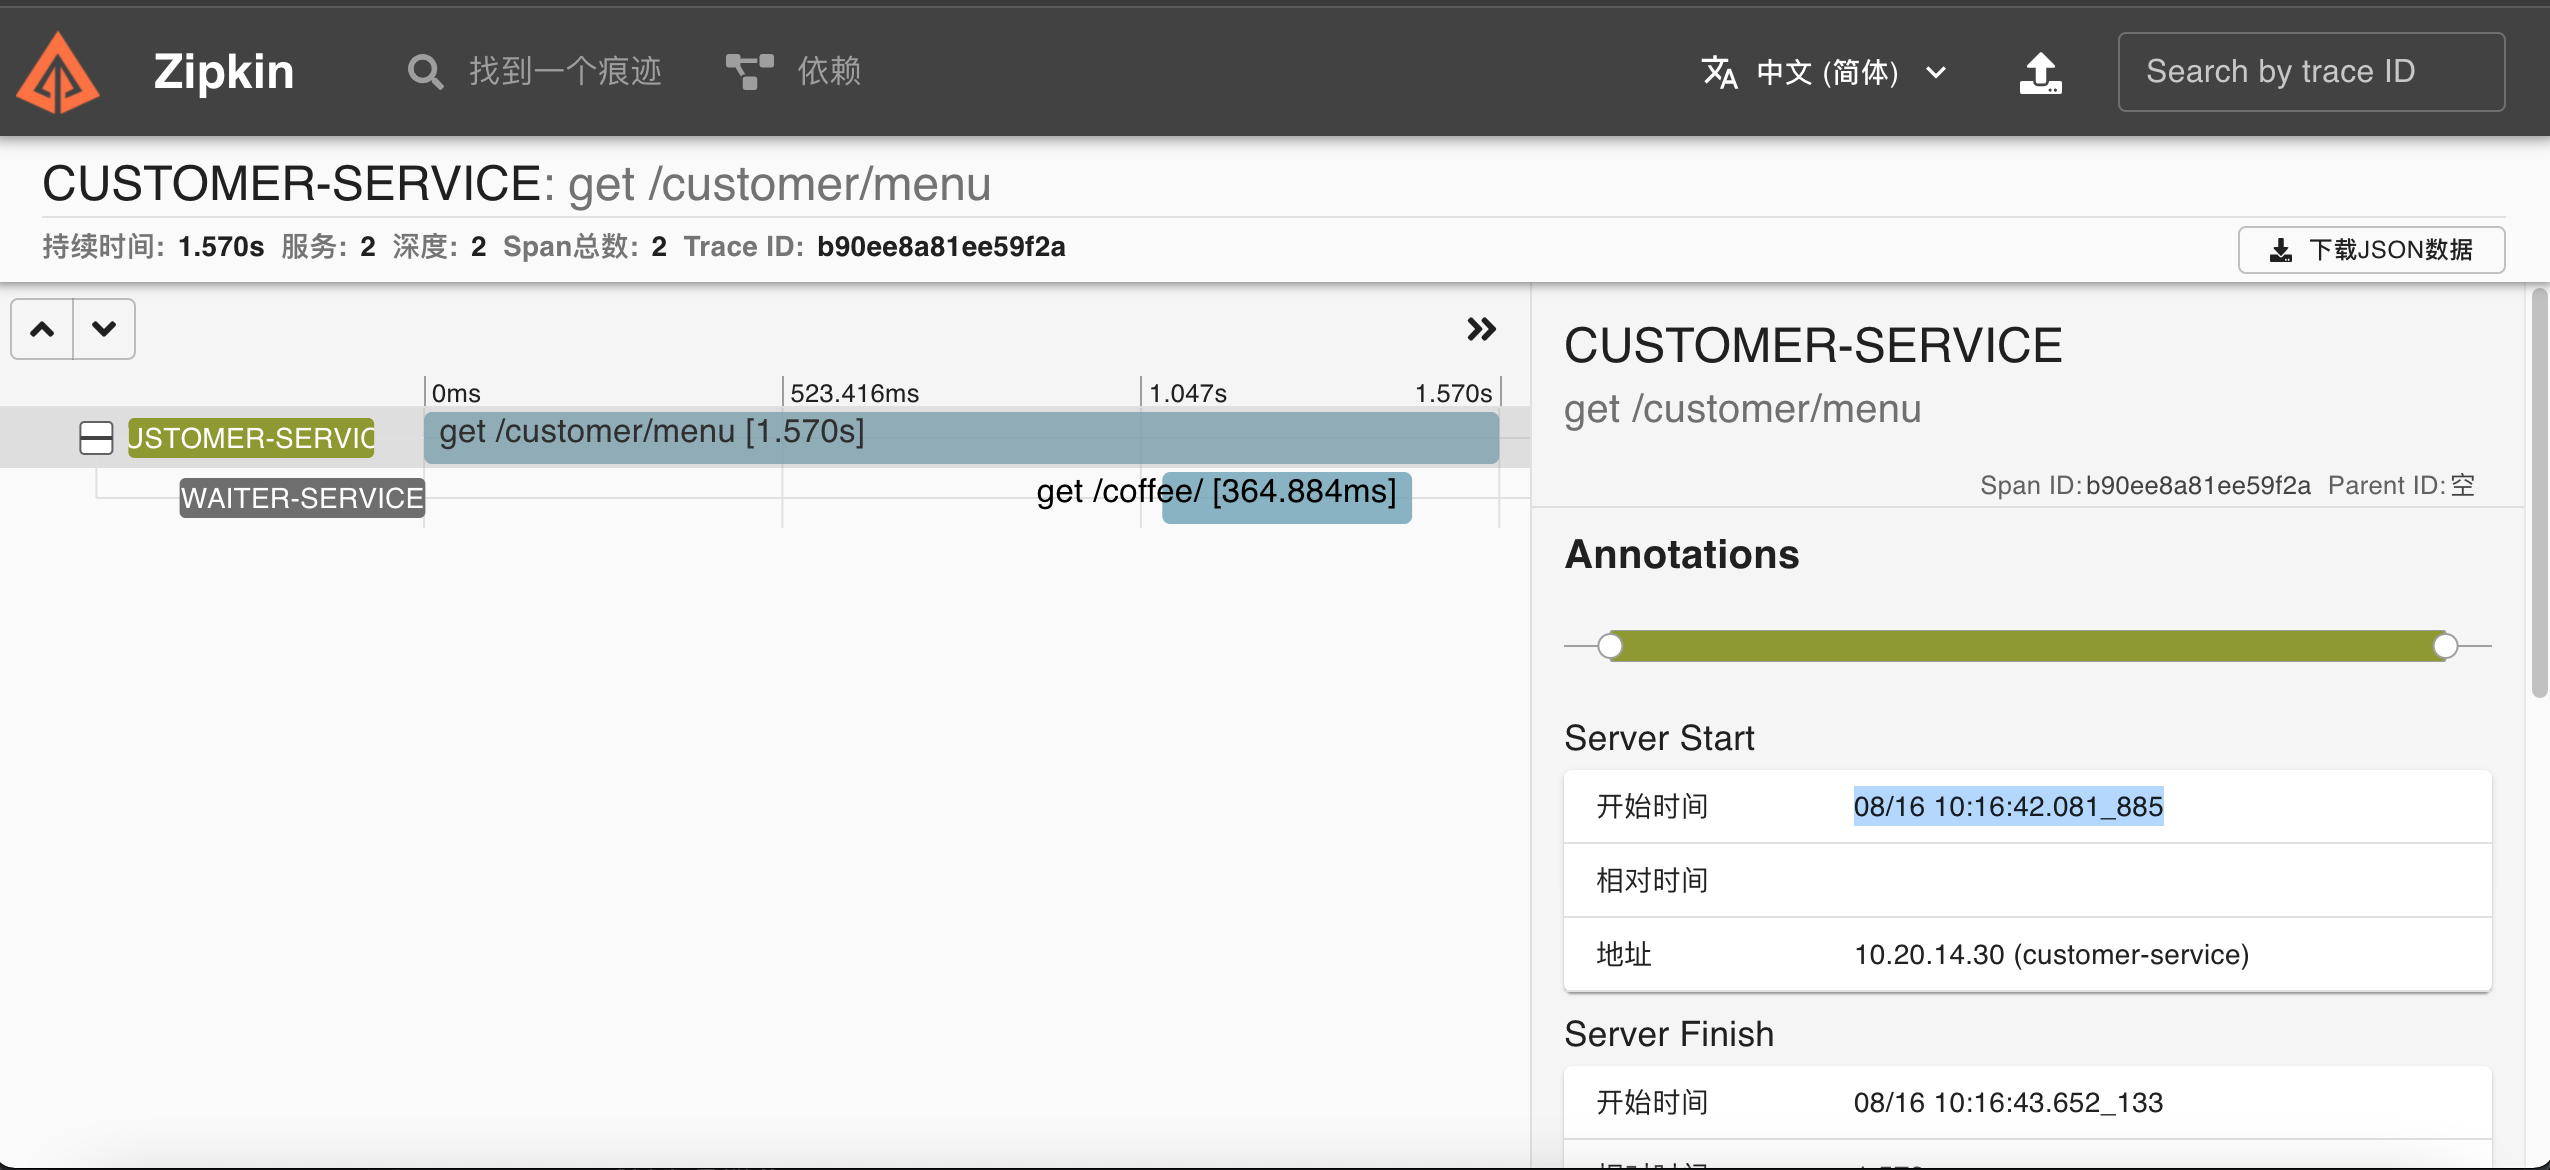 Zipkin 找到一个痕迹 依赖 中文 (简体) Search by trace ID
CUSTOMER-SERVICE: get /customer/menu
持续时间: 1.570s 服务: 2 深度: 2 Span总数: 2 Trace ID: b90ee8a81ee59f2a
下载JSON数据
0ms 523.416ms 1.047s 1.570s
USTOMER-SERVIC get /customer/menu [1.570s]
WAITER-SERVICE get /coffee/ [364.884ms]
CUSTOMER-SERVICE
get /customer/menu
Span ID: b90ee8a81ee59f2a Parent ID: 空
Annotations
Server Start
开始时间 08/16 10:16:42.081_885
相对时间
地址 10.20.14.30 (customer-service)
Server Finish
开始时间 08/16 10:16:43.652_133